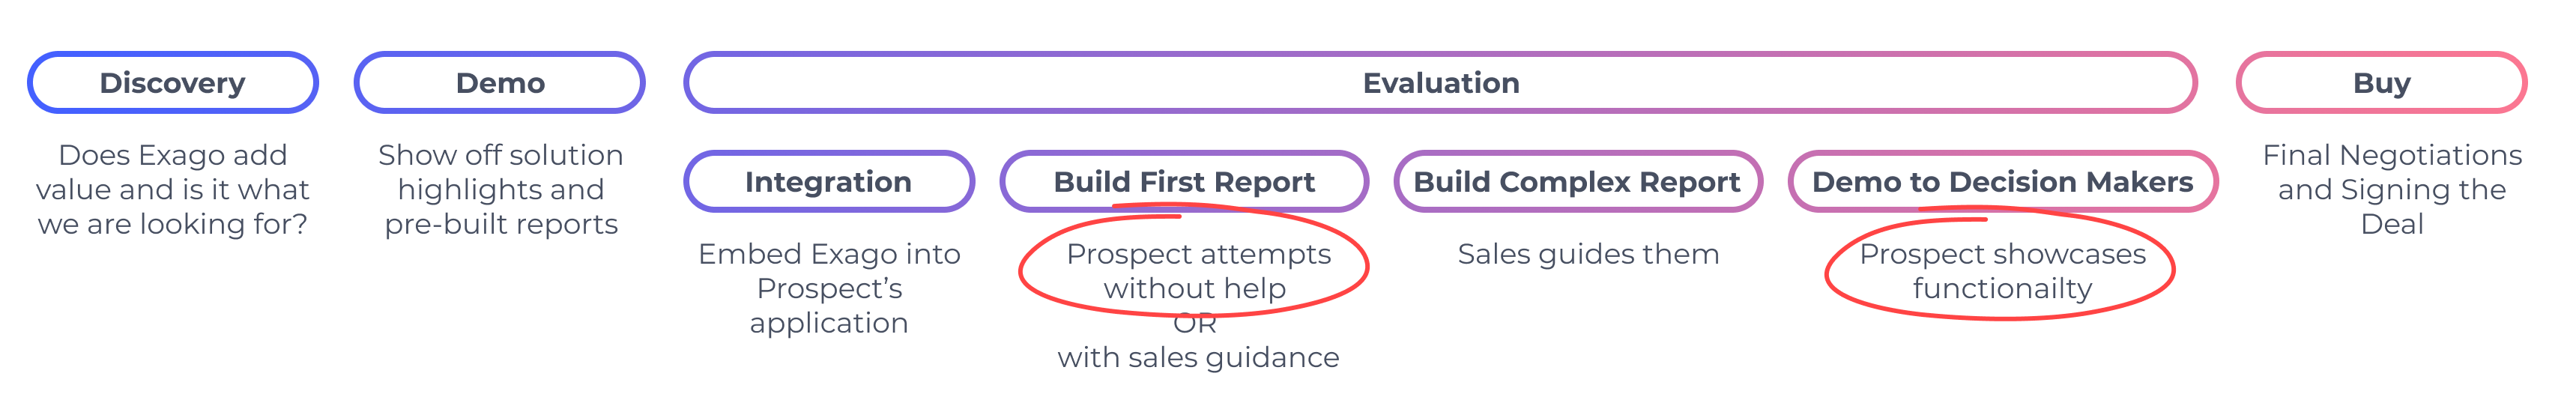 Discovery
Does Exago add
value and is it what
we are looking for?
Demo
Show off solution
highlights and
pre-built reports
Evaluation
Integration
Embed Exago into
Prospect's
application
Build First Report
Prospect attempts
without help
OR
with sales guidance
Build Complex Report
Sales guides them
Demo to Decision Makers
Prospect showcases
functionailty
Buy
Final Negotiations
and Signing the
Deal